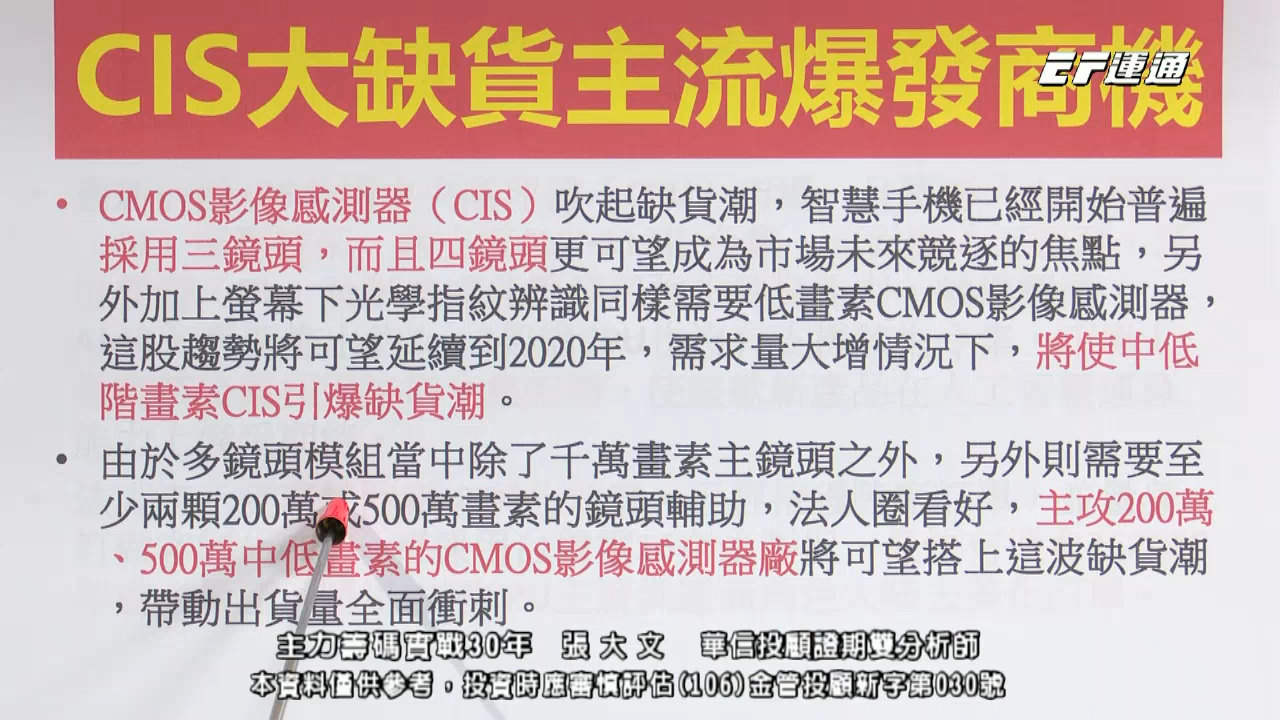 CIS大缺貨主流爆發商機
EF運通
• CMOS影像感測器（CIS）吹起缺貨潮，智慧手機已經開始普遍
採用三鏡頭，而且四鏡頭更可望成為市場未來競逐的焦點，另
外加上螢幕下光學指紋辨識同樣需要低畫素CMOS影像感測器，
這股趨勢將可望延續到2020年，需求量大增情況下，將使中低
階畫素CIS引爆缺貨潮。
• 由於多鏡頭模組當中除了千萬畫素主鏡頭之外，另外則需要至
少兩顆200萬或500萬畫素的鏡頭輔助，法人圈看好，主攻200萬
、500萬中低畫素的CMOS影像感測器廠將可望搭上這波缺貨潮
，帶動出貨量全面衝刺。
主力籌碼實戰30年 張大文 華信投顧證期雙分析師
本資料僅供參考，投資時應審慎評估(106)金管投顧新字第030號